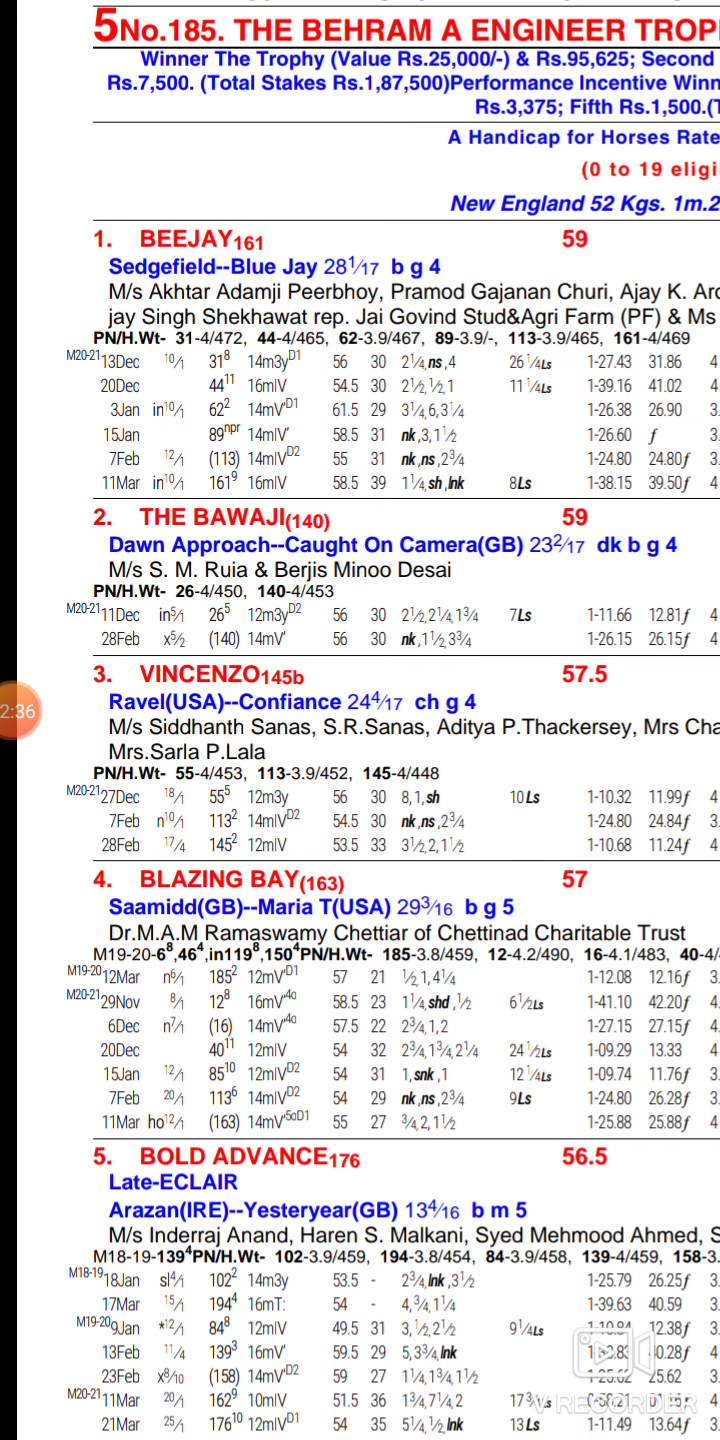 5No.185. THE BEHRAM A ENGINEER TROP
Winner The Trophy (Value Rs.25,000/-) & Rs.95,625; Second
Rs.7,500. (Total Stakes Rs.1,87,500)Performance Incentive Winn
Rs.3,375; Fifth Rs.1,500.(T
A Handicap for Horses Rate
(0 to 19 eligi
New England 52 Kgs. 1m.2
1. BEEJAY161 59
Sedgefield--Blue Jay 28 1/17 b g 4
M/s Akhtar Adamji Peerbhoy, Pramod Gajanan Churi, Ajay K. Aro
jay Singh Shekhawat rep. Jai Govind Stud&Agri Farm (PF) & Ms
PN/H.Wt- 31-4/472, 44-4/465, 62-3.9/467, 89-3.9/-, 113-3.9/465, 161-4/469
M20-21 13Dec 10/1 31⁸ 14m3yD1 56 30 2¼,ns,4 26¼Ls 1-27.43 31.86 4
20Dec 44¹¹ 16mIV 54.5 30 2½,½,1 11¼Ls 1-39.16 41.02 4
3Jan in10/1 62² 14mV'D1 61.5 29 3¼,6,3¼ 1-26.38 26.90 3.
15Jan 89npr 14mIV' 58.5 31 nk,3,1½ 1-26.60 f 3.
7Feb 12/1 (113) 14mIVD2 55 31 nk,ns,2¾ 1-24.80 24.80f 3.
11Mar in10/1 161⁹ 16mIV 58.5 39 1¼,sh,lnk 8Ls 1-38.15 39.50f 4
2. THE BAWAJI(140) 59
Dawn Approach--Caught On Camera(GB) 23 2/17 dk b g 4
M/s S. M. Ruia & Berjis Minoo Desai
PN/H.Wt- 26-4/450, 140-4/453
M20-21 11Dec in5/1 26⁵ 12m3yD2 56 30 2½,2¼,1¾ 7Ls 1-11.66 12.81f 4
28Feb x5/2 (140) 14mV' 56 30 nk,1½,3¾ 1-26.15 26.15f 4
3. VINCENZO145b 57.5
Ravel(USA)--Confiance 24 4/17 ch g 4
M/s Siddhanth Sanas, S.R.Sanas, Aditya P.Thackersey, Mrs Cha
Mrs.Sarla P.Lala
PN/H.Wt- 55-4/453, 113-3.9/452, 145-4/448
M20-21 27Dec 18/1 55⁵ 12m3y 56 30 8,1,sh 10Ls 1-10.32 11.99f 4
7Feb n10/1 113² 14mIVD2 54.5 30 nk,ns,2¾ 1-24.80 24.84f 3.
28Feb 17/4 145² 12mIV 53.5 33 3½,2,1½ 1-10.68 11.24f 4
4. BLAZING BAY(163) 57
Saamidd(GB)--Maria T(USA) 29 3/16 b g 5
Dr.M.A.M Ramaswamy Chettiar of Chettinad Charitable Trust
M19-20-6⁸,46⁴,in119⁸,150⁴PN/H.Wt- 185-3.8/459, 12-4.2/490, 16-4.1/483, 40-4/
M19-20 12Mar n6/1 185² 12mV'D1 57 21 ½,1,4¼ 1-12.08 12.16f 3.
M20-21 29Nov 8/1 12⁸ 16mV'4a 58.5 23 1¼,shd,½ 6½Ls 1-41.10 42.20f 4.
6Dec n7/1 (16) 14mV'4a 57.5 22 2¾,1,2 1-27.15 27.15f 4.
20Dec 40¹¹ 12mIV 54 32 2¾,1¾,2¼ 24½Ls 1-09.29 13.33 4
15Jan 12/1 85¹⁰ 12mIVD2 54 31 1,snk,1 12¼Ls 1-09.74 11.76f 3.
7Feb 20/1 113⁶ 14mIVD2 54 29 nk,ns,2¾ 9Ls 1-24.80 26.28f 3.
11Mar ho12/1 (163) 14mV'5aD1 55 27 ¾,2,1½ 1-25.88 25.88f 4
5. BOLD ADVANCE176 56.5
Late-ECLAIR
Arazan(IRE)--Yesteryear(GB) 13 4/16 b m 5
M/s Inderraj Anand, Haren S. Malkani, Syed Mehmood Ahmed, S
M18-19-139⁴PN/H.Wt- 102-3.9/459, 194-3.8/454, 84-3.9/458, 139-4/459, 158-3.
M18-19 18Jan sl4/1 102² 14m3y 53.5 - 2¾,lnk,3½ 1-25.79 26.25f 3.
17Mar 15/1 194⁴ 16mT: 54 - 4,¾,1¼ 1-39.63 40.59 3.
M19-20 9Jan *12/1 84⁸ 12mIV 49.5 31 3,½,2½ 9¼Ls 12.38f 3.
13Feb 11/4 139³ 16mV' 59.5 29 5,3¾,lnk 40.28f 4
23Feb x8/10 (158) 14mV'D2 59 27 1¼,1¾,1½ 25.62 3.
M20-21 11Mar 20/1 162⁹ 10mIV 51.5 36 1¾,7¼,2 4
21Mar 25/1 176¹⁰ 12mIVD1 54 35 5¼,½,lnk 13Ls 1-11.49 13.64f 3.
2:36
V RECORDER